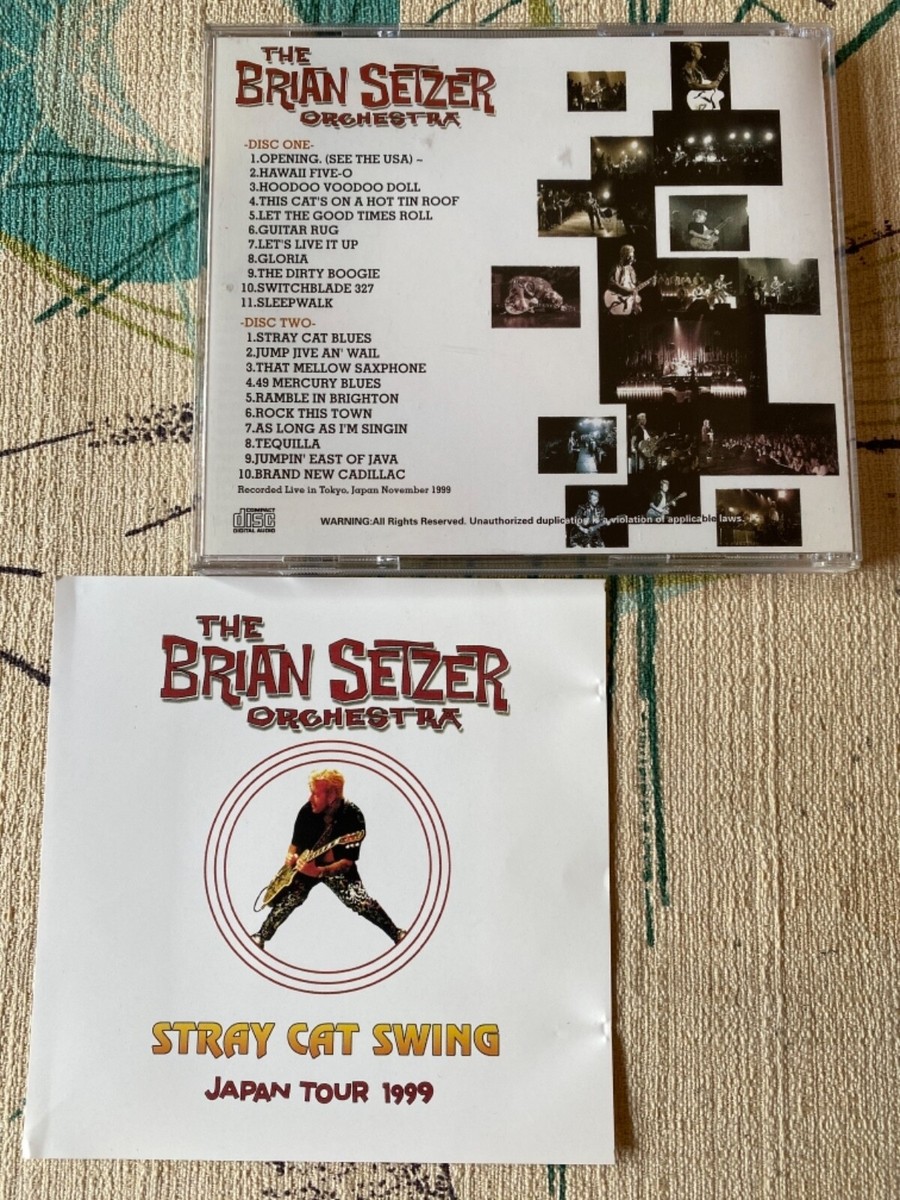 THE
BRIAN SETZER
ORCHESTRA
-DISC ONE-
1.OPENING. (SEE THE USA) ~
2.HAWAII FIVE-O
3.HOODOO VOODOO DOLL
4.THIS CAT'S ON A HOT TIN ROOF
5.LET THE GOOD TIMES ROLL
6.GUITAR RUG
7.LET'S LIVE IT UP
8.GLORIA
9.THE DIRTY BOOGIE
10.SWITCHBLADE 327
11.SLEEPWALK
-DISC TWO-
1.STRAY CAT BLUES
2.JUMP JIVE AN' WAIL
3.THAT MELLOW SAXPHONE
4.49 MERCURY BLUES
5.RAMBLE IN BRIGHTON
6.ROCK THIS TOWN
7.AS LONG AS I'M SINGIN
8.TEQUILLA
9.JUMPIN' EAST OF JAVA
10.BRAND NEW CADILLAC
Recorded Live in Tokyo, Japan November 1999
COMPACT
disc
DIGITAL AUDIO
WARNING:All Rights Reserved. Unauthorized duplication is a violation of applicable laws.
THE
BRIAN SETZER
ORCHESTRA
STRAY CAT SWING
JAPAN TOUR 1999